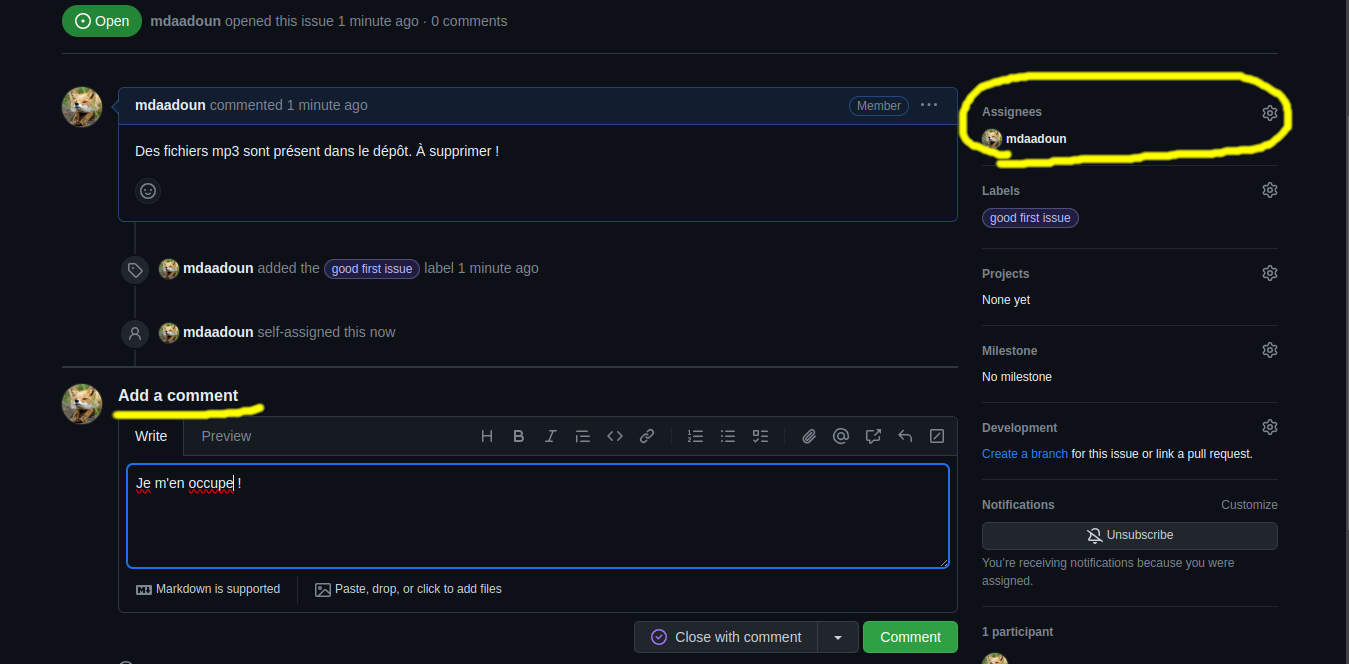 Open mdaadoun opened this issue 1 minute ago · 0 comments
mdaadoun commented 1 minute ago Member
Des fichiers mp3 sont présent dans le dépôt. À supprimer !
mdaadoun added the good first issue label 1 minute ago
mdaadoun self-assigned this now
Add a comment
Write Preview
Je m'en occupe !
Markdown is supported Paste, drop, or click to add files
Close with comment Comment
Assignees
mdaadoun
Labels
good first issue
Projects
None yet
Milestone
No milestone
Development
Create a branch for this issue or link a pull request.
Notifications Customize
Unsubscribe
You're receiving notifications because you were
assigned.
1 participant